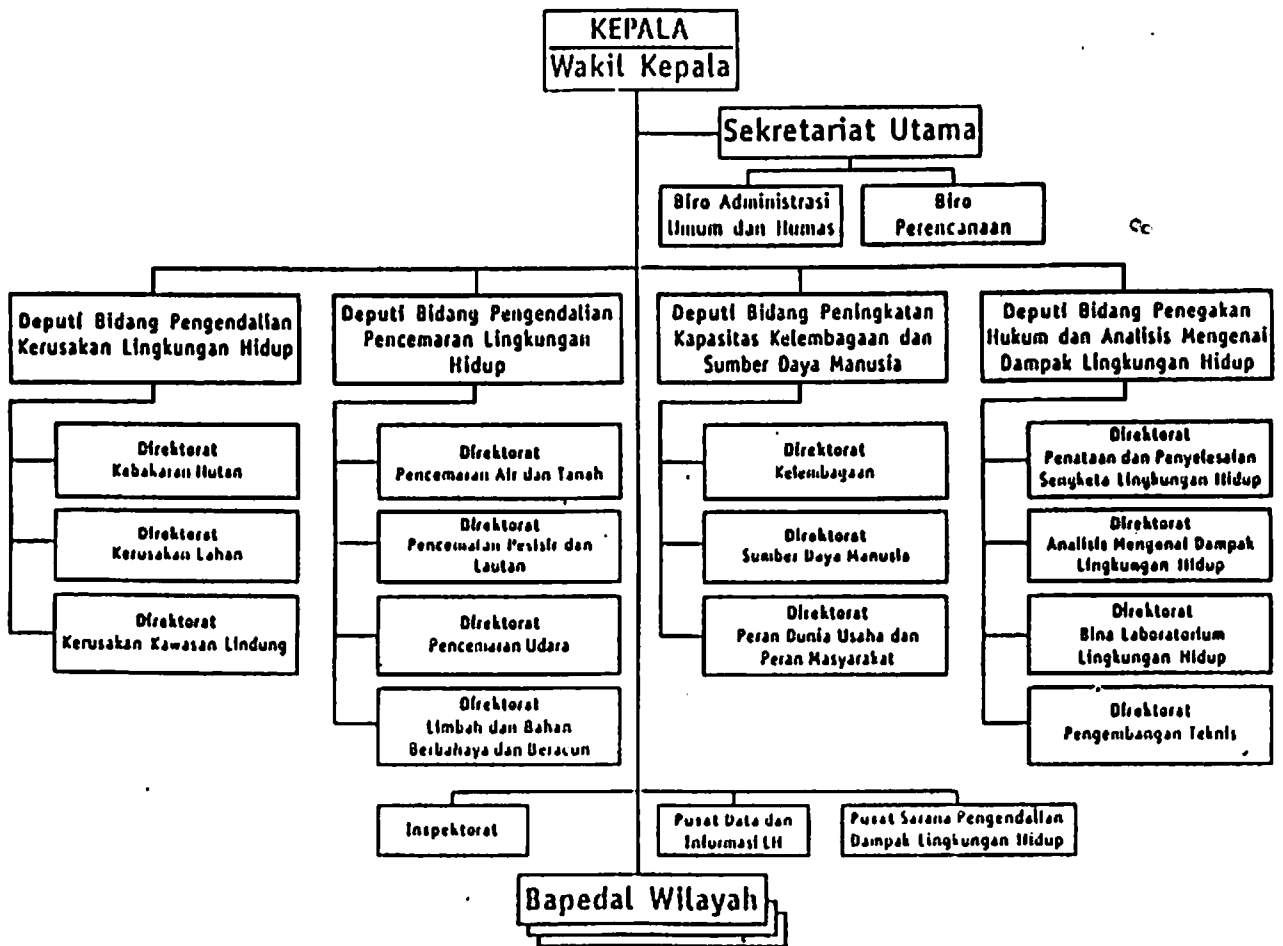 KEPALA
Wakil Kepala
Sekretariat Utama
Biro Administrasi
Umum dan Humas
Biro
Perencanaan
Deputi Bidang Pengendalian
Kerusakan Lingkungan Hidup
Deputi Bidang Pengendalian
Pencemaran Lingkungan
Hidup
Deputi Bidang Peningkatan
Kapasitas Kelembagaan dan
Sumber Daya Manusia
Deputi Bidang Penegakan
Hukum dan Analisis Mengenai
Dampak Lingkungan Hidup
Direktorat
Kebakaran Hutan
Direktorat
Kerusakan Lahan
Direktorat
Kerusakan Kawasan Lindung
Direktorat
Pencemaran Air dan Tanah
Direktorat
Pencemaran Pesisir dan
Lautan
Direktorat
Pencemaran Udara
Direktorat
Limbah dan Bahan
Berbahaya dan Beracun
Direktorat
Kelembagaan
Direktorat
Sumber Daya Manusia
Direktorat
Peran Dunia Usaha dan
Peran Masyarakat
Direktorat
Penataan dan Penyelesaian
Sengketa Lingkungan Hidup
Direktorat
Analisis Mengenai Dampak
Lingkungan Hidup
Direktorat
Bina Laboratorium
Lingkungan Hidup
Direktorat
Pengembangan Teknis
Inspektorat
Pusat Data dan
Informasi LH
Pusat Sarana Pengendalian
Dampak Lingkungan Hidup
Bapedal Wilayah